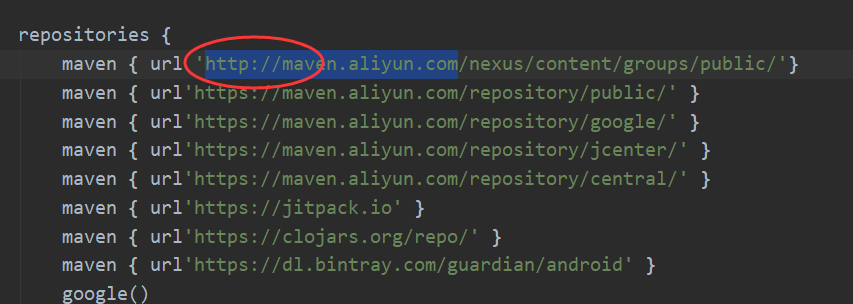 repositories {
maven { url 'http://maven.aliyun.com/nexus/content/groups/public/'}
maven { url'https://maven.aliyun.com/repository/public/' }
maven { url'https://maven.aliyun.com/repository/google/' }
maven { url'https://maven.aliyun.com/repository/jcenter/' }
maven { url'https://maven.aliyun.com/repository/central/' }
maven { url'https://jitpack.io' }
maven { url'https://clojars.org/repo/' }
maven { url'https://dl.bintray.com/guardian/android' }
google()